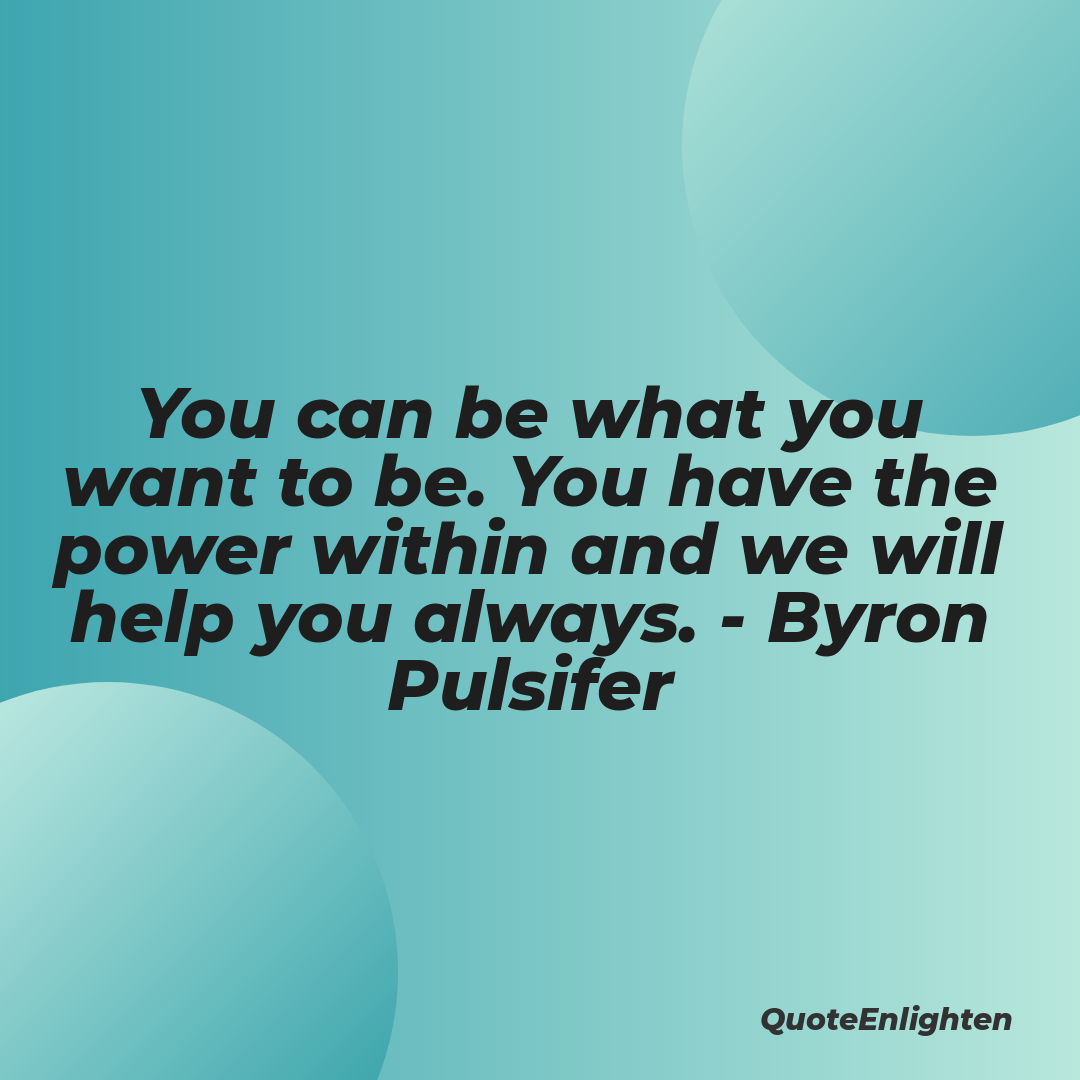 You can be what you
want to be. You have the
power within and we will
help you always. - Byron
Pulsifer
QuoteEnlighten